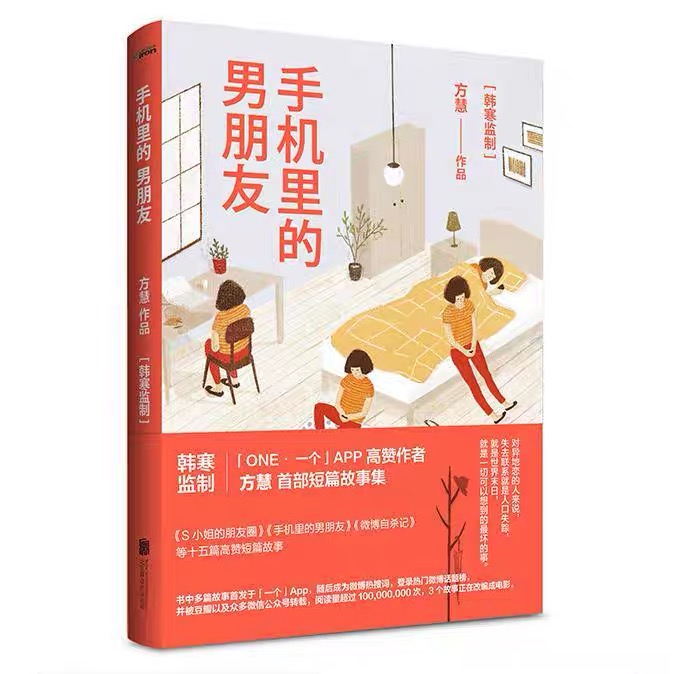 手机里的
男朋友
[韩寒监制]
方慧——作品
手机里的 男朋友
方慧 作品
[韩寒监制]
韩寒
监制
「ONE · 一个」APP 高赞作者
方慧 首部短篇故事集
《S 小姐的朋友圈》《手机里的男朋友》《微博自杀记》
等十五篇高赞短篇故事
对异地恋的人来说，
失去联系就是人口失踪，
就是世界末日，
就是一切可以想到的最坏的事。
书中多篇故事首发于「一个」App，随后成为微博热搜词，登录热门微博话题榜，
并被豆瓣以及众多微信公众号转载，阅读量超过 100,000,000 次，3 个故事正在改编成电影。